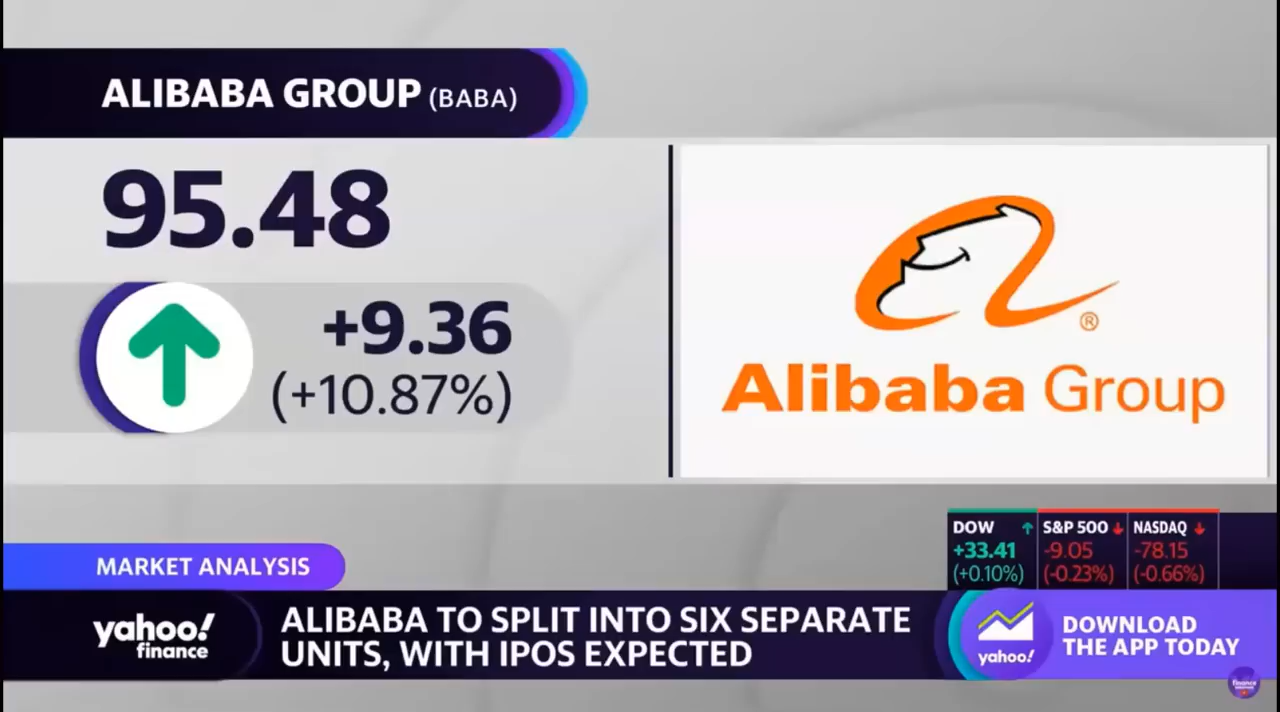 ALIBABA GROUP (BABA)
95.48
+9.36
(+10.87%)
®
Alibaba Group
DOW
+33.41
(+0.10%)
S&P 500
-9.05
(-0.23%)
NASDAQ
-78.15
(-0.66%)
MARKET ANALYSIS
yahoo!
finance
ALIBABA TO SPLIT INTO SIX SEPARATE
UNITS, WITH IPOS EXPECTED
yahoo!
DOWNLOAD
THE APP TODAY
finance